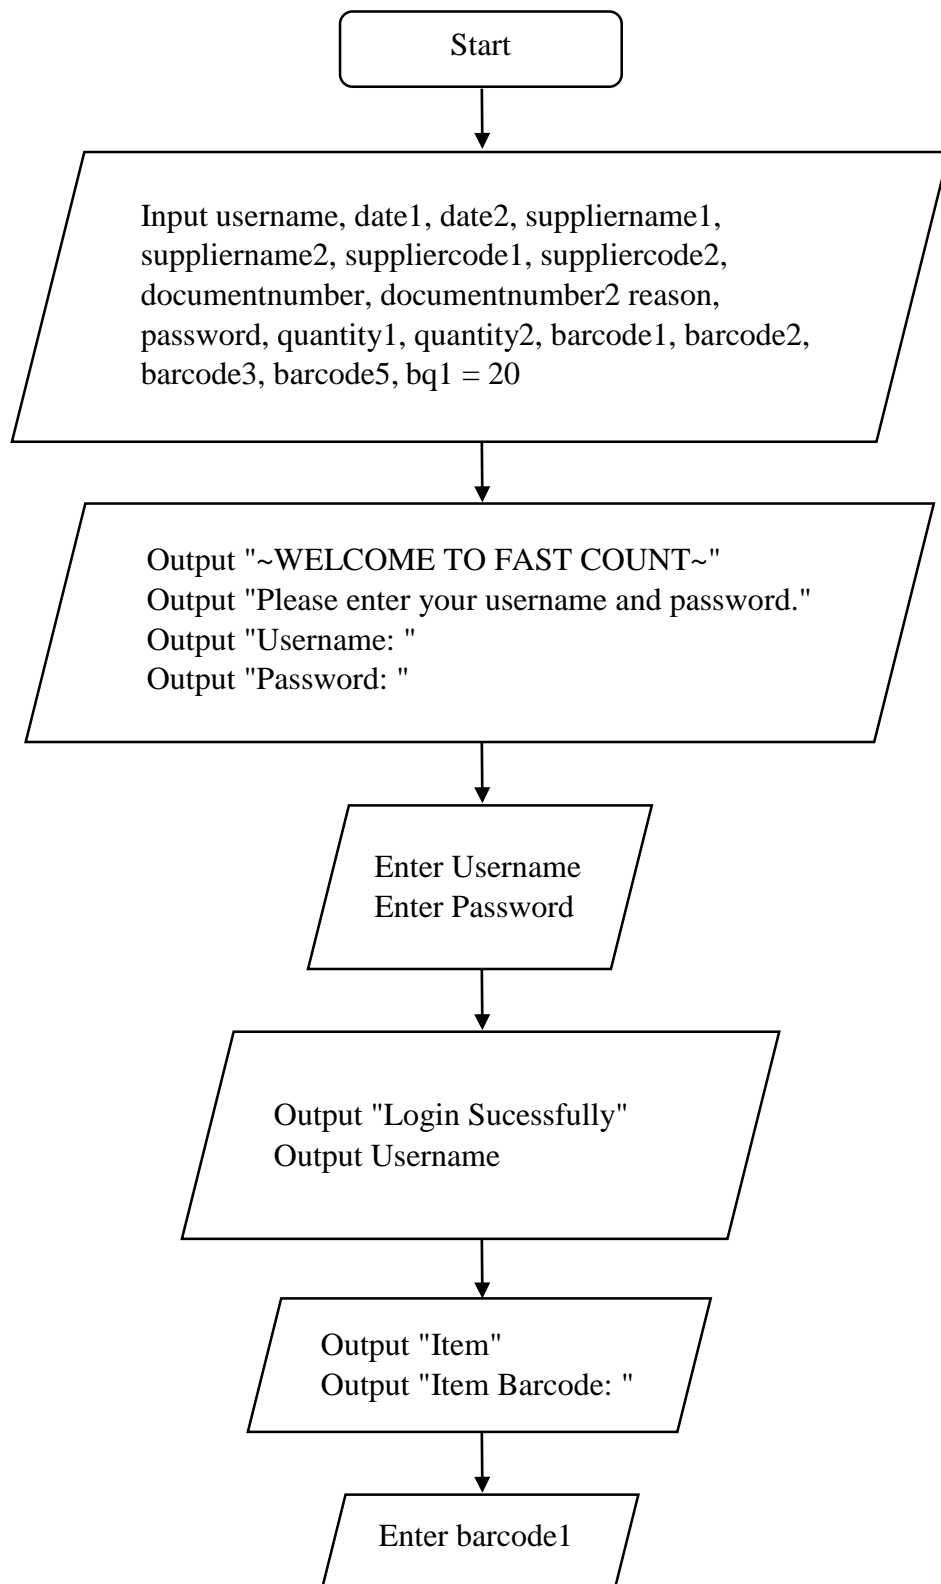 Start
Input username, date1, date2, suppliername1,
suppliername2, suppliercode1, suppliercode2,
documentnumber, documentnumber2 reason,
password, quantity1, quantity2, barcode1, barcode2,
barcode3, barcode5, bq1 = 20
Output "~WELCOME TO FAST COUNT~"
Output "Please enter your username and password."
Output "Username: "
Output "Password: "
Enter Username
Enter Password
Output "Login Sucessfully"
Output Username
Output "Item"
Output "Item Barcode: "
Enter barcode1